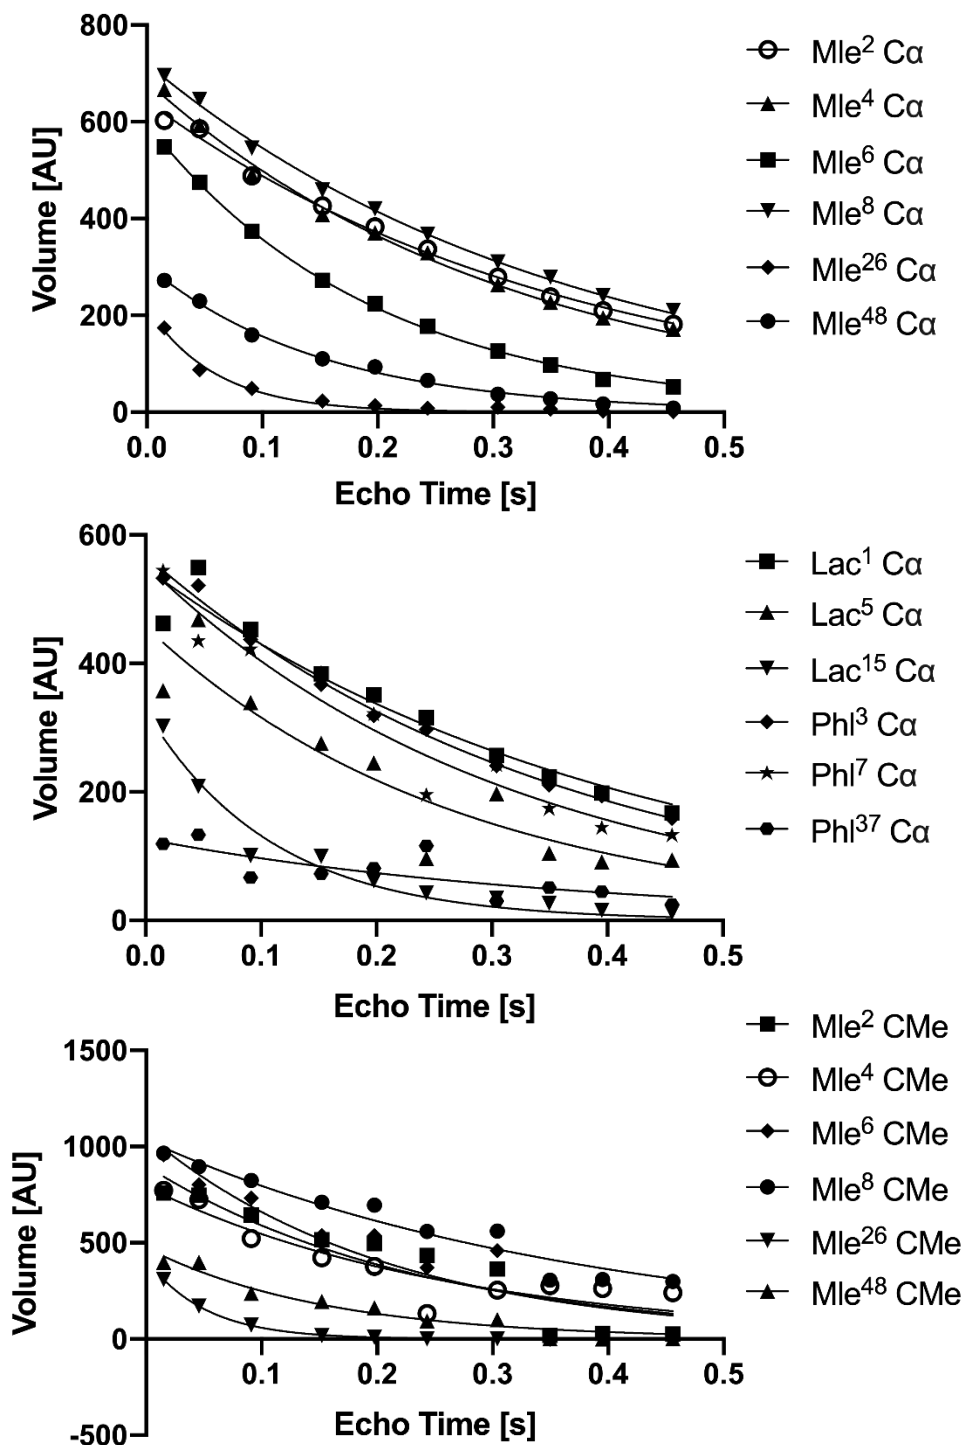 800
600
400
200
0
Volume [AU]
0.0 0.1 0.2 0.3 0.4 0.5
Echo Time [s]
Mle² Cα
Mle⁴ Cα
Mle⁶ Cα
Mle⁸ Cα
Mle²⁶ Cα
Mle⁴⁸ Cα
600
400
200
0
Volume [AU]
0.0 0.1 0.2 0.3 0.4 0.5
Echo Time [s]
Lac¹ Cα
Lac⁵ Cα
Lac¹⁵ Cα
Phl³ Cα
Phl⁷ Cα
Phl³⁷ Cα
1500
1000
500
0
-500
Volume [AU]
0.1 0.2 0.3 0.4 0.5
Echo Time [s]
Mle² CMe
Mle⁴ CMe
Mle⁶ CMe
Mle⁸ CMe
Mle²⁶ CMe
Mle⁴⁸ CMe